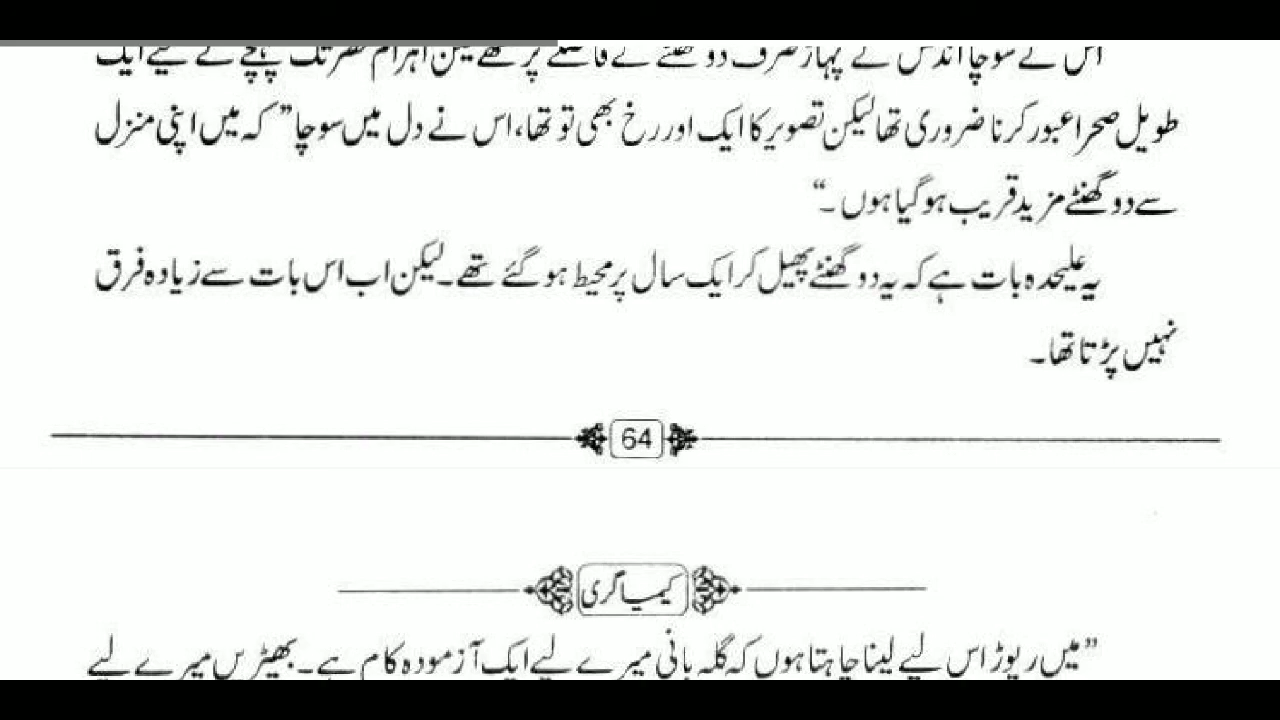 اس نے سوچا اندلس کے پہاڑ صرف دو گھنٹے کے فاصلے پر تھے لیکن اہرام مصر تک پہنچنے کے لیے ایک
طویل صحرا عبور کرنا ضروری تھا لیکن تصویر کا ایک اور رخ بھی تو تھا، اس نے دل میں سوچا ”کہ میں اپنی منزل
سے دو گھنٹے مزید قریب ہو گیا ہوں۔“
یہ علیحدہ بات ہے کہ یہ دو گھنٹے پھیل کر ایک سال پر محیط ہو گئے تھے۔ لیکن اب اس بات سے زیادہ فرق
نہیں پڑتا تھا۔
64
کیمیاگری
”میں ریوڑ اس لیے لینا چاہتا ہوں کہ گلہ بانی میرے لیے ایک آزمودہ کام ہے۔ بھیڑیں میرے لیے